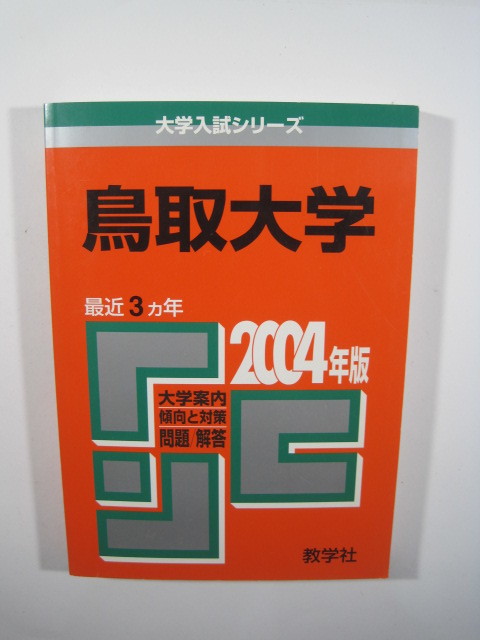 大学入試シリーズ
鳥取大学
最近3ヵ年
2004年版
大学案内
傾向と対策
問題/解答
教学社